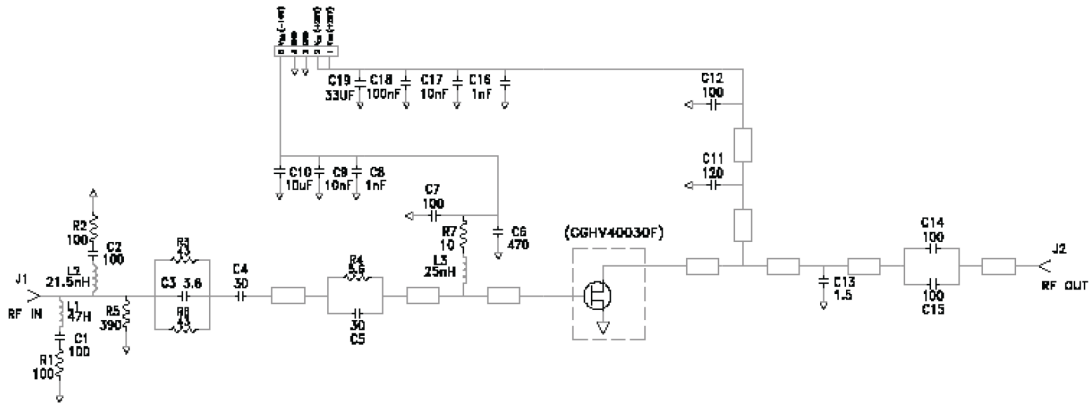 C19 C18 C17 C16
33UF 100nF 10nF 1nF
C12
100
C11
120
C10 C9 C8
10uF 10nF 1nF
C7
100
R7
10
C6
470
L3
25nH
(CGHV40030F)
R2
100
C2
100
L2
21.5nH
J1
RF IN
L1
47H
C1
100
R1
100
R5
390
R3
C3 3.6
R6
C4
30
R4
5.6
30
C5
C13
1.5
C14
100
100
C15
J2
RF OUT